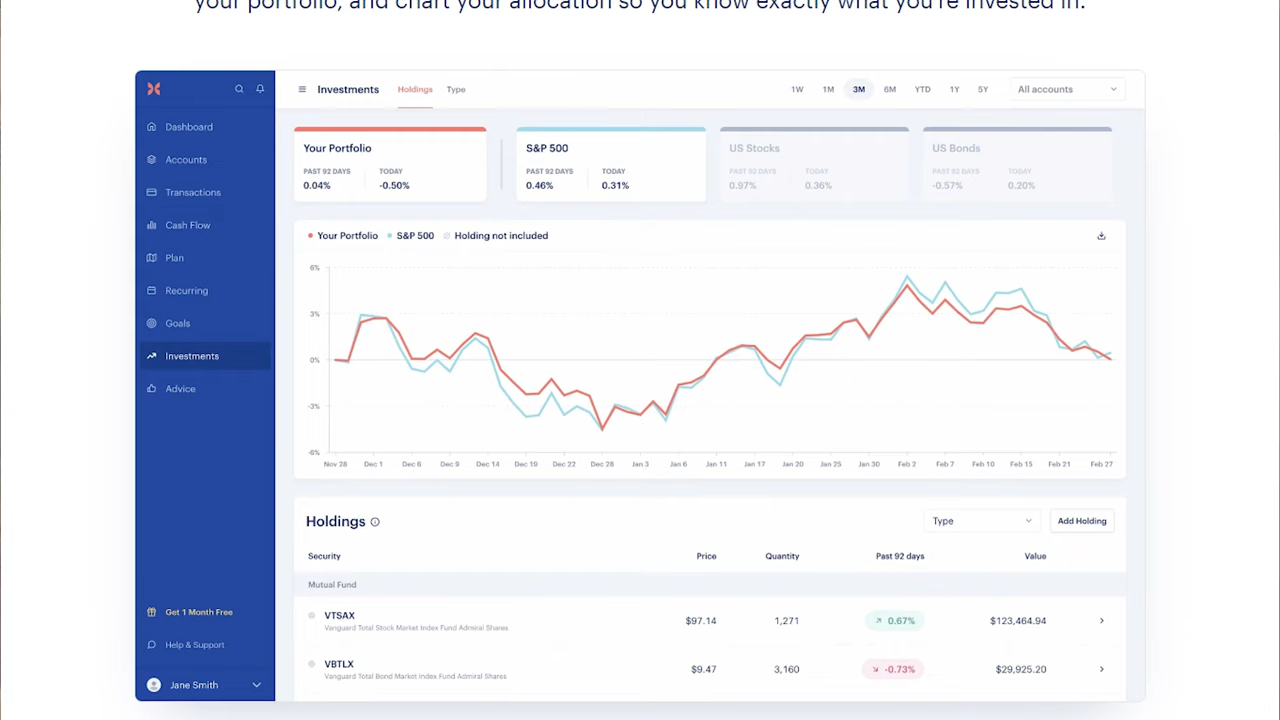 your portfolio, and chart your allocation so you know exactly what you're invested in.
Investments Holdings Type 1W 1M 3M 6M YTD 1Y 5Y All accounts
Dashboard
Accounts
Transactions
Cash Flow
Plan
Recurring
Goals
Investments
Advice
Get 1 Month Free
Help & Support
Jane Smith
Your Portfolio
PAST 92 DAYS TODAY
0.04% -0.50%
S&P 500
PAST 92 DAYS TODAY
0.46% 0.31%
US Stocks
PAST 92 DAYS TODAY
0.97% 0.36%
US Bonds
PAST 92 DAYS TODAY
-0.57% 0.20%
Your Portfolio S&P 500 Holding not included
6%
3%
0%
-3%
-6%
Nov 28 Dec 1 Dec 6 Dec 9 Dec 14 Dec 19 Dec 22 Dec 28 Jan 3 Jan 6 Jan 11 Jan 17 Jan 20 Jan 25 Jan 30 Feb 2 Feb 7 Feb 10 Feb 15 Feb 21 Feb 27
Holdings Type Add Holding
Security Price Quantity Past 92 days Value
Mutual Fund
VTSAX
Vanguard Total Stock Market Index Fund Admiral Shares
$97.14 1,271 0.67% $123,464.94
VBTLX
Vanguard Total Bond Market Index Fund Admiral Shares
$9.47 3,160 -0.73% $29,925.20